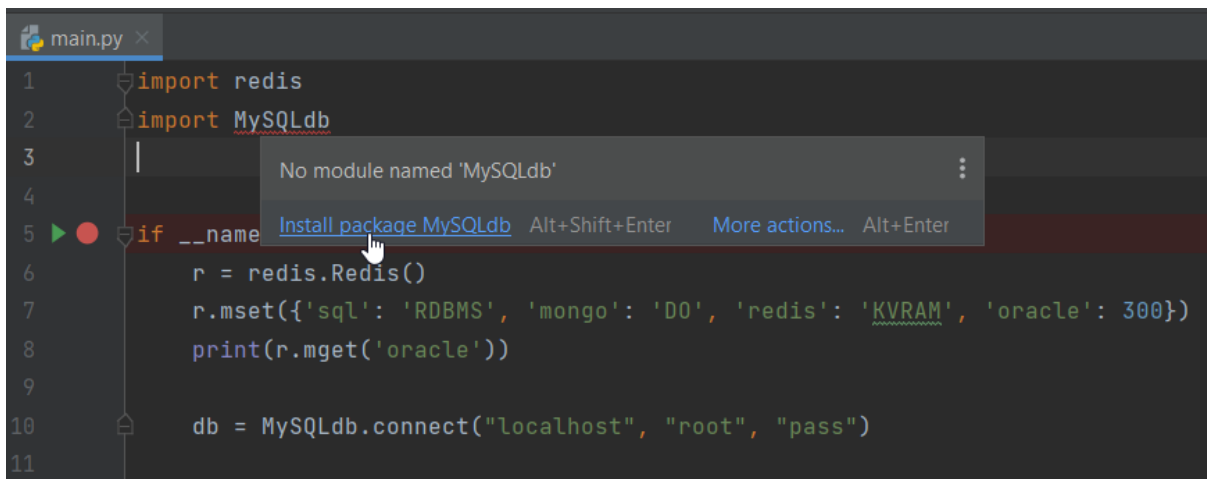 main.py
1 import redis
2 import MySQLdb
3
No module named 'MySQLdb'
4
Install package MySQLdb Alt+Shift+Enter More actions... Alt+Enter
5 if __name
6 r = redis.Redis()
7 r.mset({'sql': 'RDBMS', 'mongo': 'DO', 'redis': 'KVRAM', 'oracle': 300})
8 print(r.mget('oracle'))
9
10 db = MySQLdb.connect("localhost", "root", "pass")
11